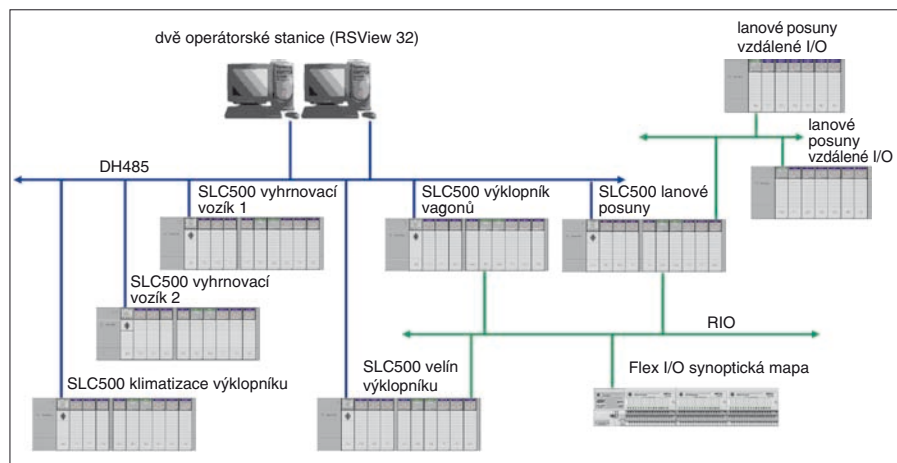 dvě operátorské stanice (RSView 32)
lanové posuny
vzdálené I/O
lanové
posuny
vzdálené I/O
DH485
SLC500 vyhrnovací
vozík 1
SLC500 výklopník
vagonů
SLC500 lanové
posuny
SLC500 vyhrnovací
vozík 2
RIO
SLC500 klimatizace výklopníku
SLC500 velín
výklopníku
Flex I/O synoptická mapa